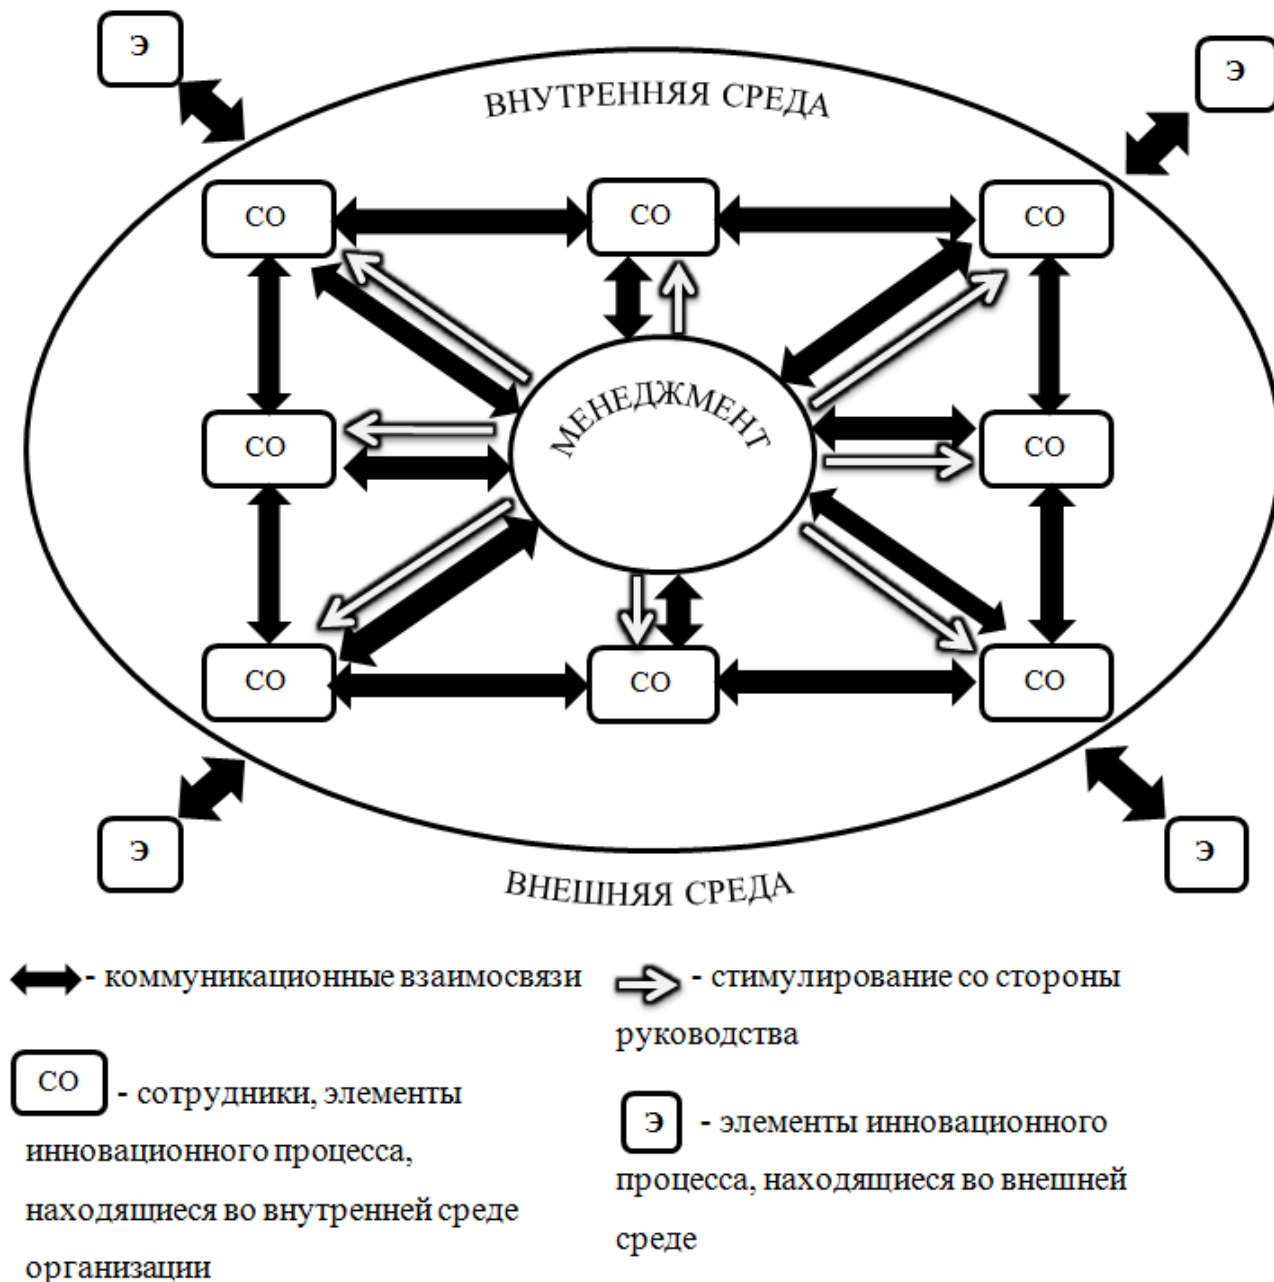 Э
Э
ВНУТРЕННЯЯ СРЕДА
СО
СО
СО
МЕНЕДЖМЕНТ
СО
СО
СО
СО
СО
Э
Э
ВНЕШНЯЯ СРЕДА
- коммуникационные взаимосвязи
- стимулирование со стороны
руководства
СО - сотрудники, элементы
инновационного процесса,
находящиеся во внутренней среде
организации
Э - элементы инновационного
процесса, находящиеся во внешней
среде